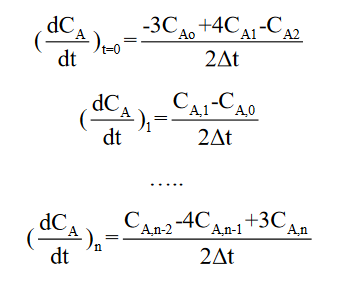 (dC_A/dt)_{t=0} = (-3C_{Ao}+4C_{A1}-C_{A2})/(2Δt)
(dC_A/dt)_1 = (C_{A,1}-C_{A,0})/(2Δt)
.....
(dC_A/dt)_n = (C_{A,n-2}-4C_{A,n-1}+3C_{A,n})/(2Δt)